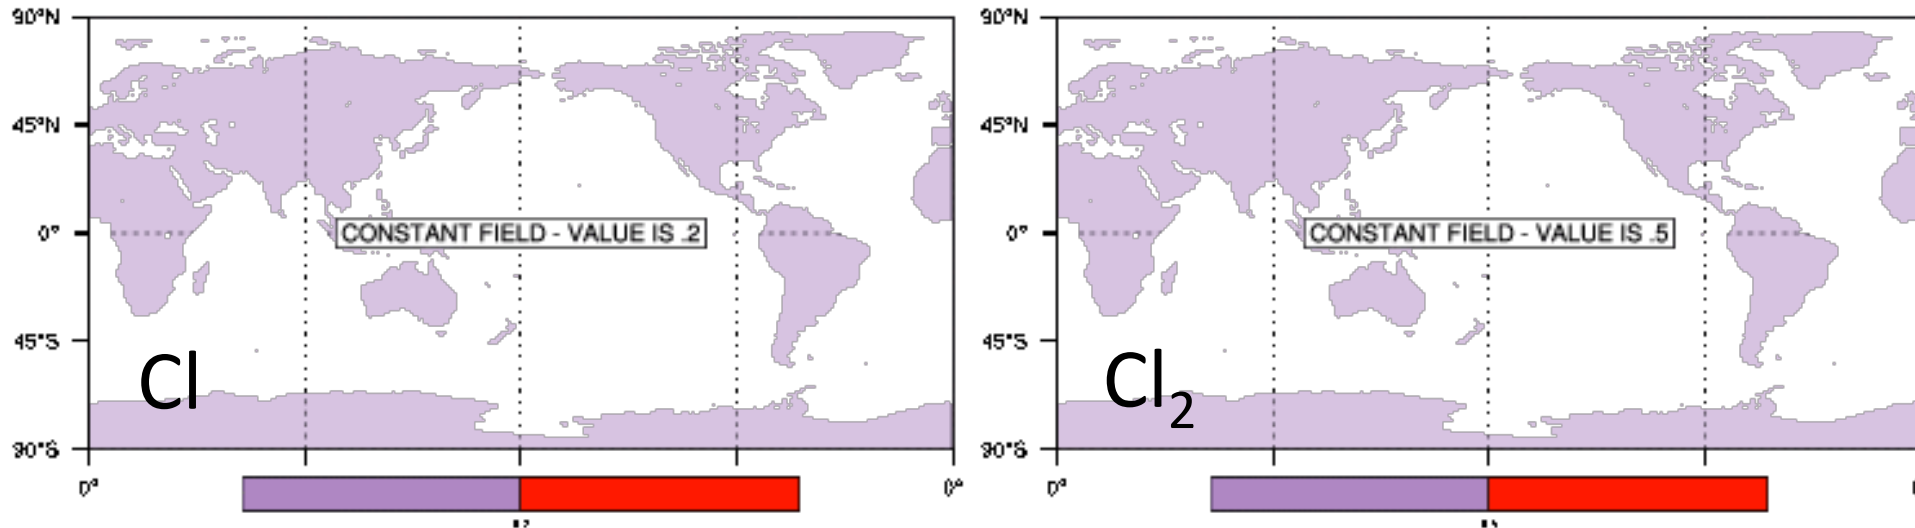 90°N
45°N
0°
45°S
90°S
CONSTANT FIELD - VALUE IS .2
Cl
0°
0°
90°N
45°N
0°
45°S
90°S
CONSTANT FIELD - VALUE IS .5
Cl₂
0°